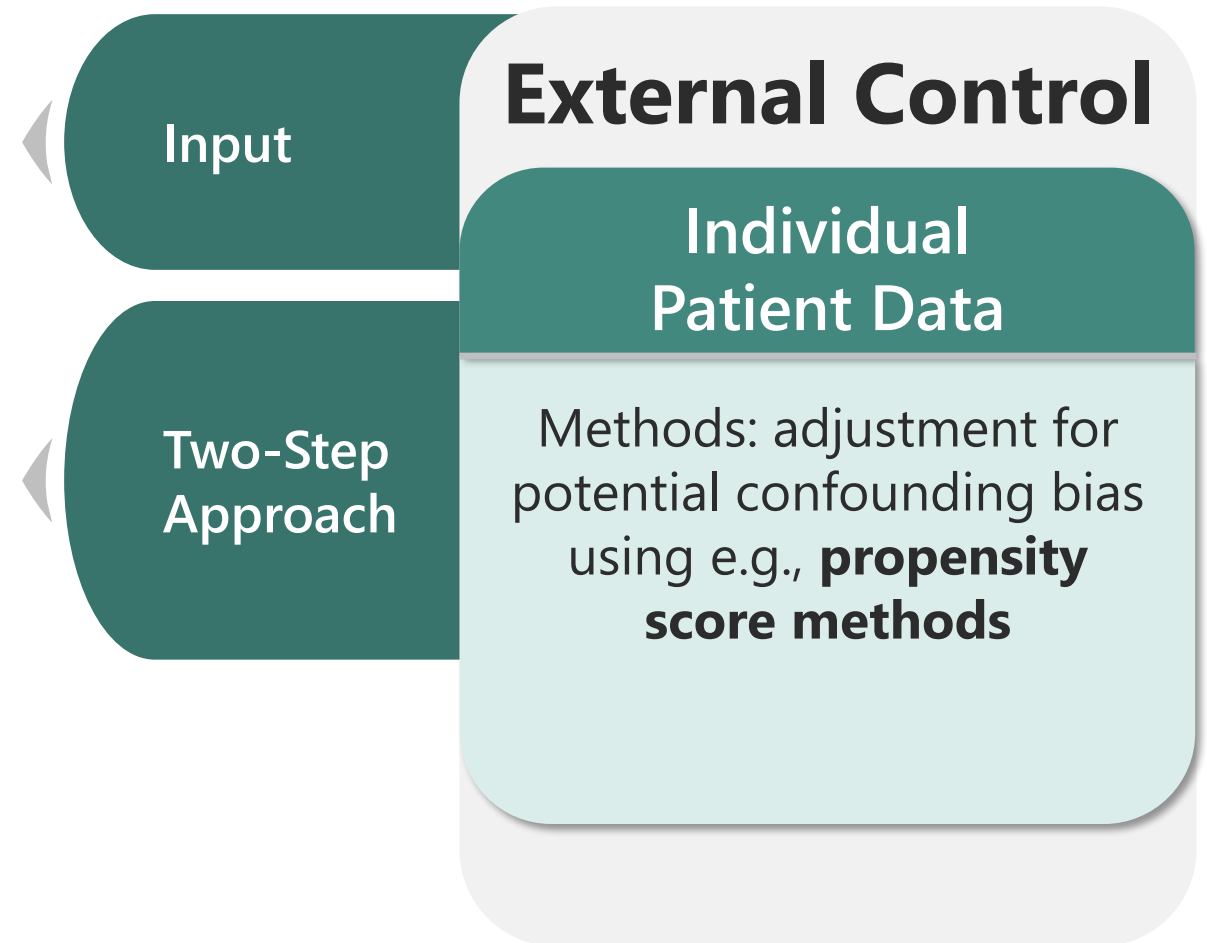 External Control
Input
Individual
Patient Data
Two-Step
Approach
Methods: adjustment for
potential confounding bias
using e.g., propensity
score methods